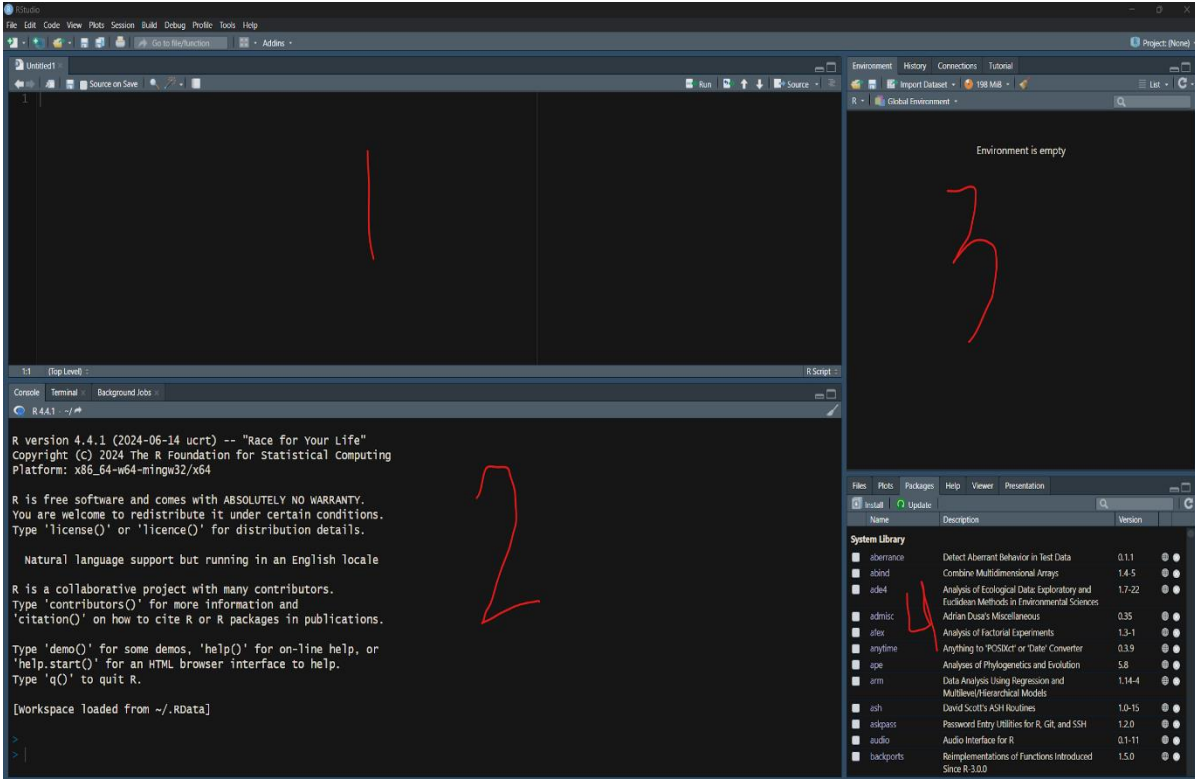 RStudio
File Edit Code View Plots Session Build Debug Profile Tools Help
Go to file/function Addins Project: (None)
Untitled1
Source on Save Run Source
1
1
1:1 (Top Level) R Script
Console Terminal Background Jobs
R 4.4.1 · ~/
R version 4.4.1 (2024-06-14 ucrt) -- "Race for Your Life"
Copyright (C) 2024 The R Foundation for Statistical Computing
Platform: x86_64-w64-mingw32/x64
R is free software and comes with ABSOLUTELY NO WARRANTY.
You are welcome to redistribute it under certain conditions.
Type 'license()' or 'licence()' for distribution details.
Natural language support but running in an English locale
R is a collaborative project with many contributors.
Type 'contributors()' for more information and
'citation()' on how to cite R or R packages in publications.
Type 'demo()' for some demos, 'help()' for on-line help, or
'help.start()' for an HTML browser interface to help.
Type 'q()' to quit R.
[Workspace loaded from ~/.RData]
>
>
2
Environment History Connections Tutorial
Import Dataset 198 MiB List
R Global Environment
Environment is empty
3
Files Plots Packages Help Viewer Presentation
Install Update
Name Description Version
System Library
aberrance Detect Aberrant Behavior in Test Data 0.1.1
abind Combine Multidimensional Arrays 1.4-5
ade4 Analysis of Ecological Data: Exploratory and 1.7-22
Euclidean Methods in Environmental Sciences
admisc Adrian Dusa's Miscellaneous 0.35
afex Analysis of Factorial Experiments 1.3-1
anytime Anything to 'POSIXct' or 'Date' Converter 0.3.9
ape Analyses of Phylogenetics and Evolution 5.8
arm Data Analysis Using Regression and 1.14-4
Multilevel/Hierarchical Models
ash David Scott's ASH Routines 1.0-15
askpass Password Entry Utilities for R, Git, and SSH 1.2.0
audio Audio Interface for R 0.1-11
backports Reimplementations of Functions Introduced 1.5.0
Since R-3.0.0
4